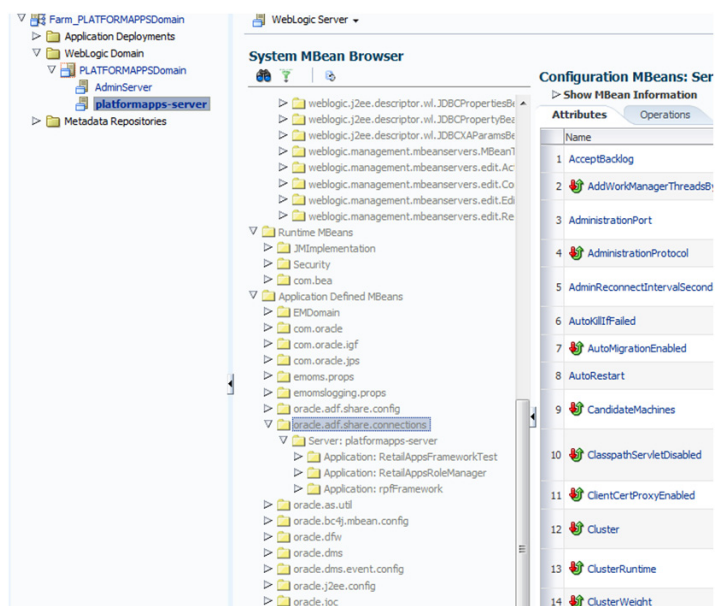 Farm_PLATFORMAPPSDomain
Application Deployments
WebLogic Domain
PLATFORMAPPSDomain
AdminServer
platformapps-server
Metadata Repositories
WebLogic Server
System MBean Browser
weblogic.j2ee.descriptor.wl.JDBCPropertiesBe
weblogic.j2ee.descriptor.wl.JDBCPropertyBea
weblogic.j2ee.descriptor.wl.JDBCXAParamsBe
weblogic.management.mbeanservers.MBeanT
weblogic.management.mbeanservers.edit.Ac
weblogic.management.mbeanservers.edit.Co
weblogic.management.mbeanservers.edit.Edi
weblogic.management.mbeanservers.edit.Re
Runtime MBeans
JMImplementation
Security
com.bea
Application Defined MBeans
EMDomain
com.oracle
com.oracle.igf
com.oracle.jps
emoms.props
emomslogging.props
oracle.adf.share.config
oracle.adf.share.connections
Server: platformapps-server
Application: RetailAppsFrameworkTest
Application: RetailAppsRoleManager
Application: rpfFramework
oracle.as.util
oracle.bc4j.mbean.config
oracle.dfw
oracle.dms
oracle.dms.event.config
oracle.j2ee.config
oracle.joc
Configuration MBeans: Ser
Show MBean Information
Attributes Operations
Name
1 AcceptBacklog
2 AddWorkManagerThreadsBy
3 AdministrationPort
4 AdministrationProtocol
5 AdminReconnectIntervalSecond
6 AutoKillIfFailed
7 AutoMigrationEnabled
8 AutoRestart
9 CandidateMachines
10 ClasspathServletDisabled
11 ClientCertProxyEnabled
12 Cluster
13 ClusterRuntime
14 ClusterWeight